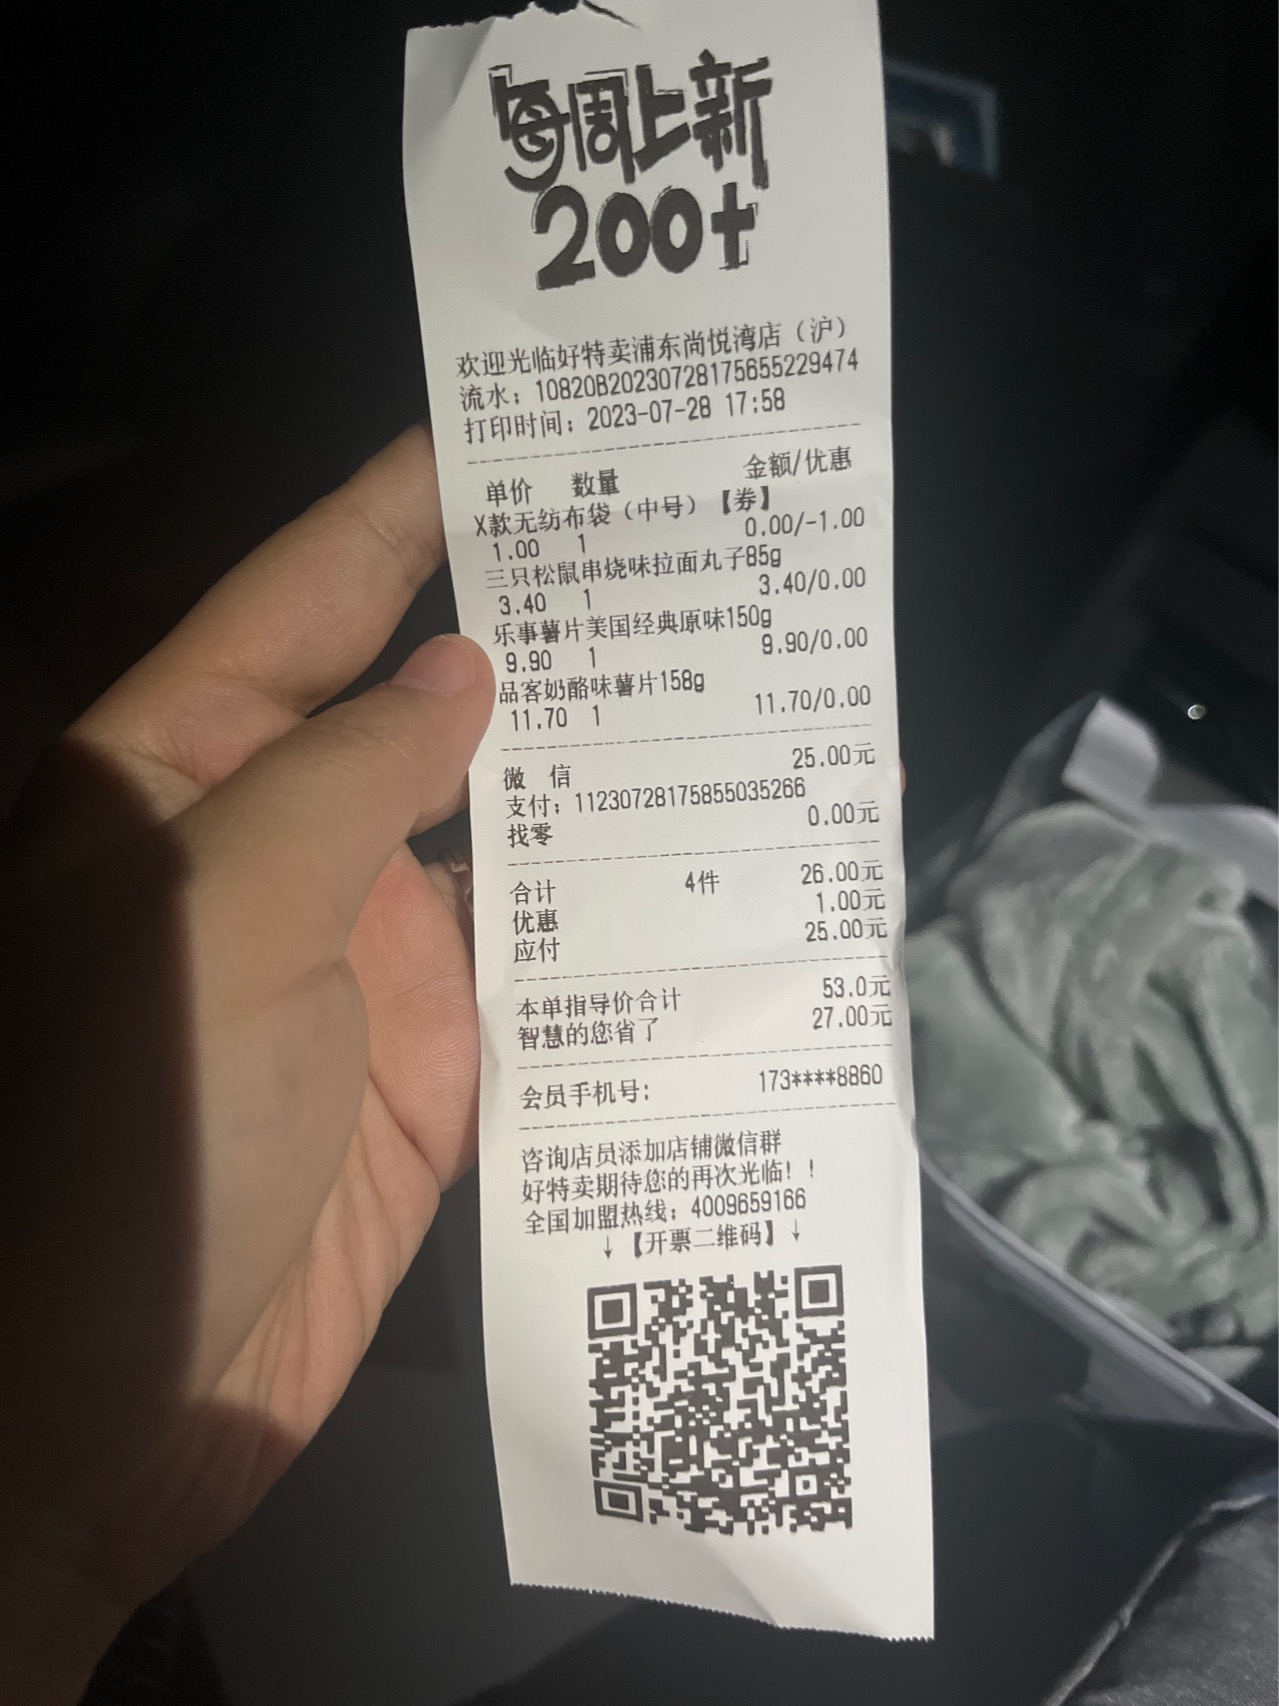 每周上新
200+
欢迎光临好特卖浦东尚悦湾店（沪）
流水：10820B20230728175655229474
打印时间：2023-07-28 17:58
单价 数量 金额/优惠
X款无纺布袋（中号）【券】
1.00 1 0.00/-1.00
三只松鼠串烧味拉面丸子85g
3.40 1 3.40/0.00
乐事薯片美国经典原味150g
9.90 1 9.90/0.00
品客奶酪味薯片158g
11.70 1 11.70/0.00
微 信 25.00元
支付：11230728175855035266
找零 0.00元
合计 4件 26.00元
优惠 1.00元
应付 25.00元
本单指导价合计 53.0元
智慧的您省了 27.00元
会员手机号： 173****8860
咨询店员添加店铺微信群
好特卖期待您的再次光临！！
全国加盟热线：4009659166
↓【开票二维码】↓